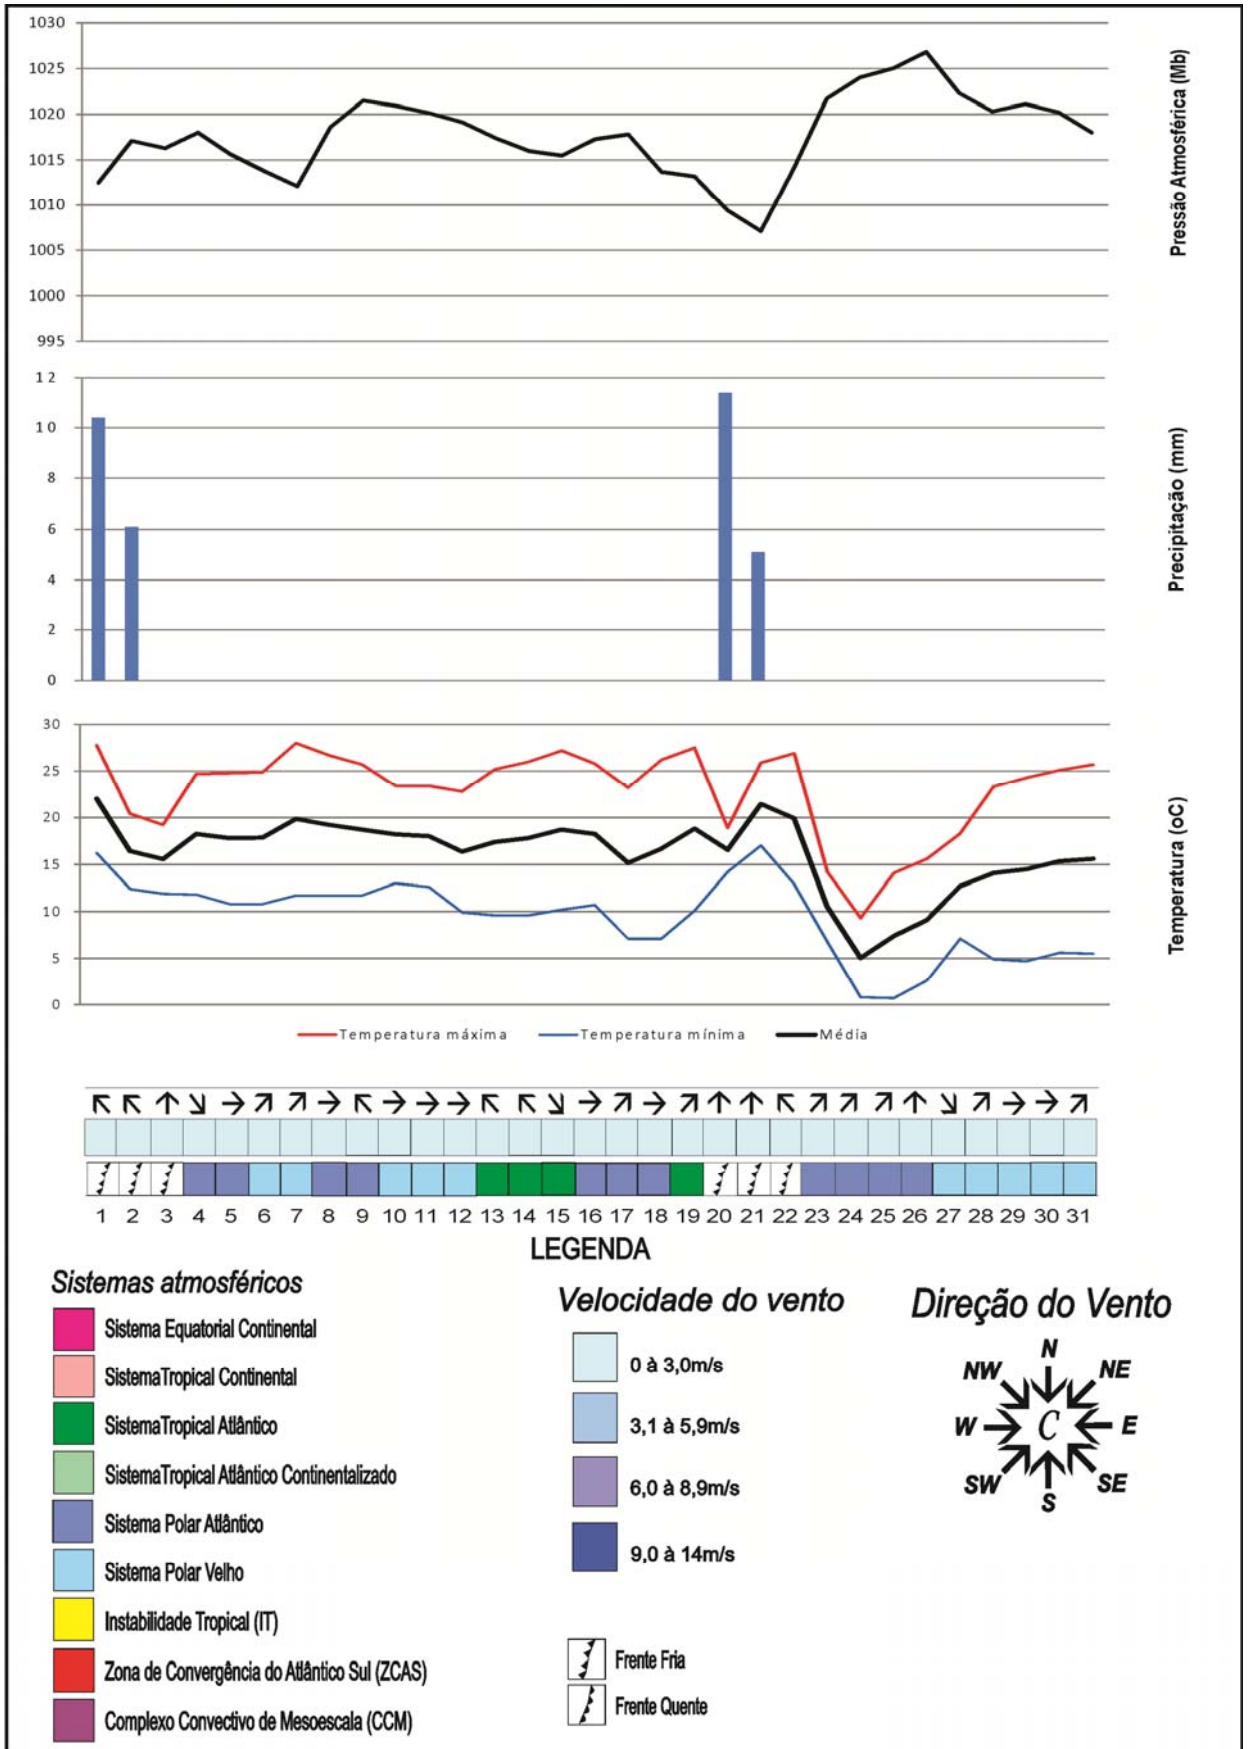 1030
1025
1020
1015
1010
1005
1000
995
Pressão Atmosférica (Mb)
12
10
8
6
4
2
0
Precipitação (mm)
30
25
20
15
10
5
0
Temperatura (oC)
Temperatura máxima Temperatura mínima Média
1 2 3 4 5 6 7 8 9 10 11 12 13 14 15 16 17 18 19 20 21 22 23 24 25 26 27 28 29 30 31
LEGENDA
Sistemas atmosféricos
Sistema Equatorial Continental
SistemaTropical Continental
SistemaTropical Atlântico
SistemaTropical Atlântico Continentalizado
Sistema Polar Atlântico
Sistema Polar Velho
Instabilidade Tropical (IT)
Zona de Convergência do Atlântico Sul (ZCAS)
Complexo Convectivo de Mesoescala (CCM)
Velocidade do vento
0 à 3,0m/s
3,1 à 5,9m/s
6,0 à 8,9m/s
9,0 à 14m/s
Frente Fria
Frente Quente
Direção do Vento
N
NW NE
W C E
SW SE
S